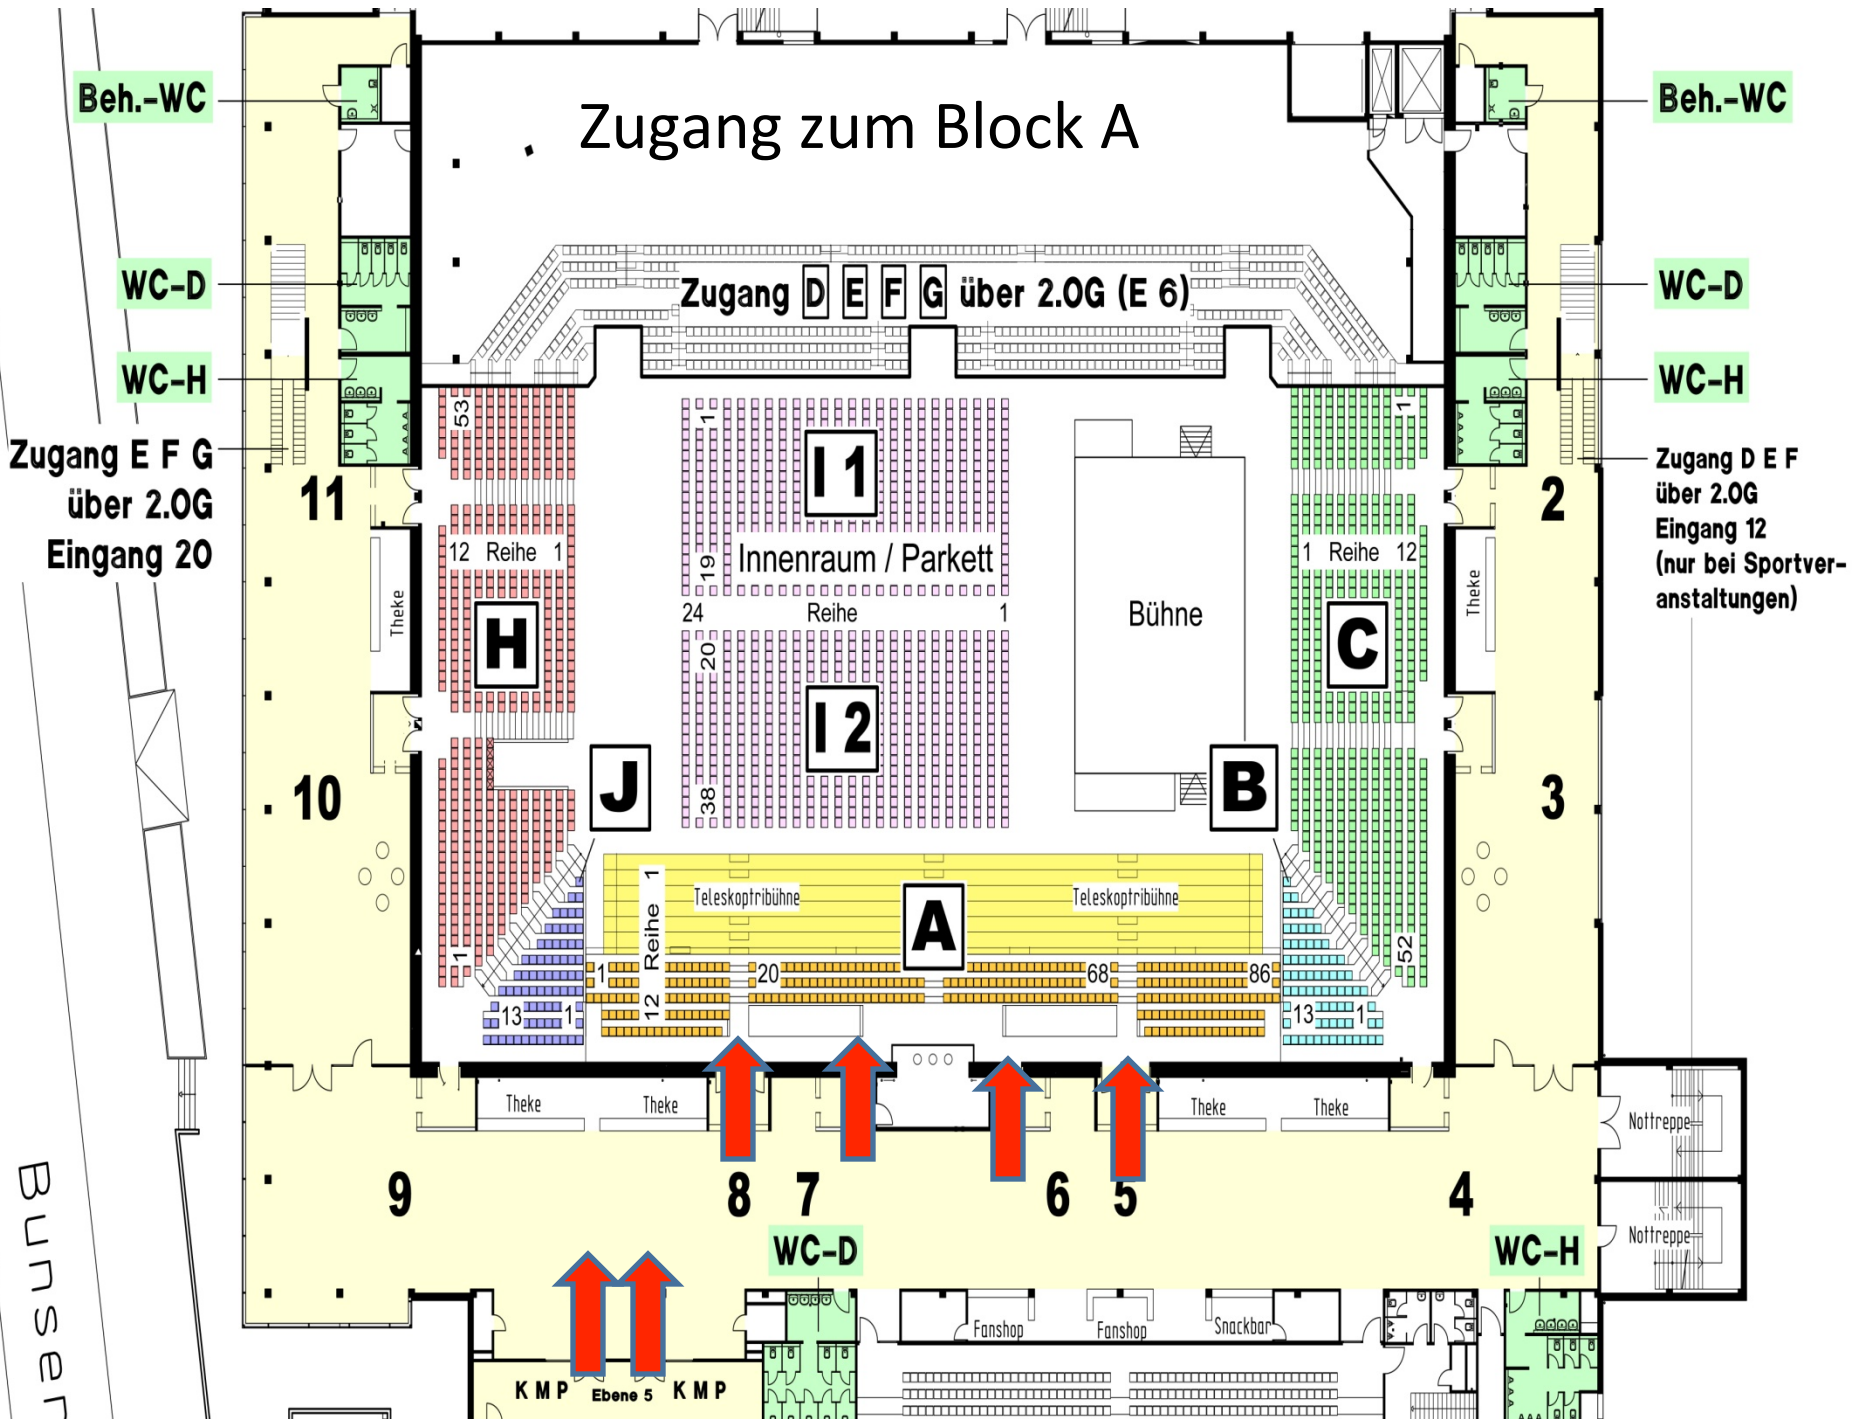 Zugang zum Block A
Beh.-WC
Beh.-WC
WC-D
WC-D
Zugang D E F G über 2.OG (E 6)
WC-H
WC-H
Zugang E F G
über 2.OG
Eingang 20
Zugang D E F
über 2.OG
Eingang 12
(nur bei Sportver-
anstaltungen)
11
2
53
1
1
I 1
12 Reihe 1
19
Innenraum / Parkett
1 Reihe 12
24 Reihe 1
Theke
Theke
H
Bühne
C
20
I 2
38
10
3
J
B
Teleskoptribühne
Teleskoptribühne
A
12 Reihe 1
1
1
20
68
86
52
13 1
13 1
Theke
Theke
Theke
Theke
Nottreppe
9
8
7
6
5
4
Nottreppe
WC-D
WC-H
Fanshop
Fanshop
Snackbar
KMP Ebene 5 KMP
Bunsen